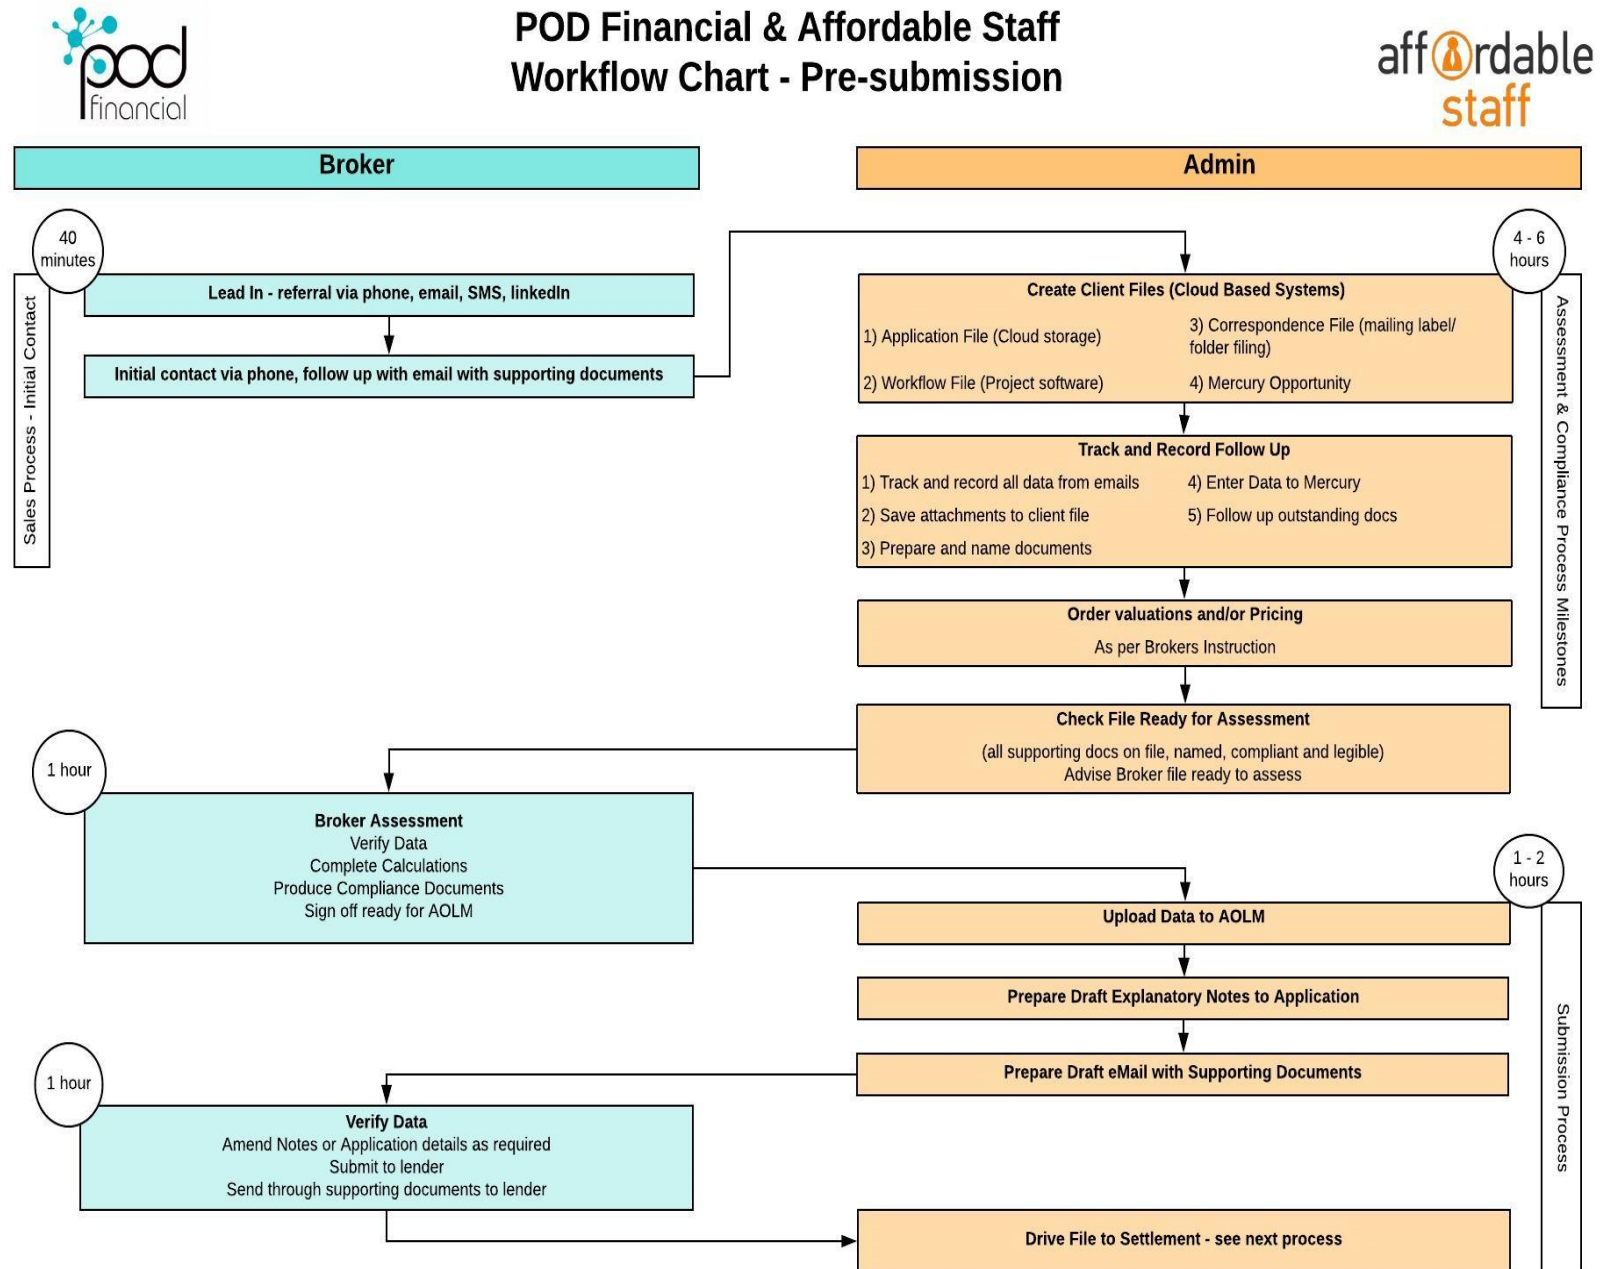 pod
financial
POD Financial & Affordable Staff
Workflow Chart - Pre-submission
affordable
staff
Broker
Admin
40
minutes
4 - 6
hours
Sales Process - Initial Contact
Lead In - referral via phone, email, SMS, linkedIn
Initial contact via phone, follow up with email with supporting documents
Create Client Files (Cloud Based Systems)
1) Application File (Cloud storage)
2) Workflow File (Project software)
3) Correspondence File (mailing label/
folder filing)
4) Mercury Opportunity
Assessment & Compliance Process Milestones
Track and Record Follow Up
1) Track and record all data from emails
2) Save attachments to client file
3) Prepare and name documents
4) Enter Data to Mercury
5) Follow up outstanding docs
Order valuations and/or Pricing
As per Brokers Instruction
Check File Ready for Assessment
(all supporting docs on file, named, compliant and legible)
Advise Broker file ready to assess
1 hour
Broker Assessment
Verify Data
Complete Calculations
Produce Compliance Documents
Sign off ready for AOLM
1 - 2
hours
Upload Data to AOLM
Prepare Draft Explanatory Notes to Application
Prepare Draft eMail with Supporting Documents
Submission Process
1 hour
Verify Data
Amend Notes or Application details as required
Submit to lender
Send through supporting documents to lender
Drive File to Settlement - see next process